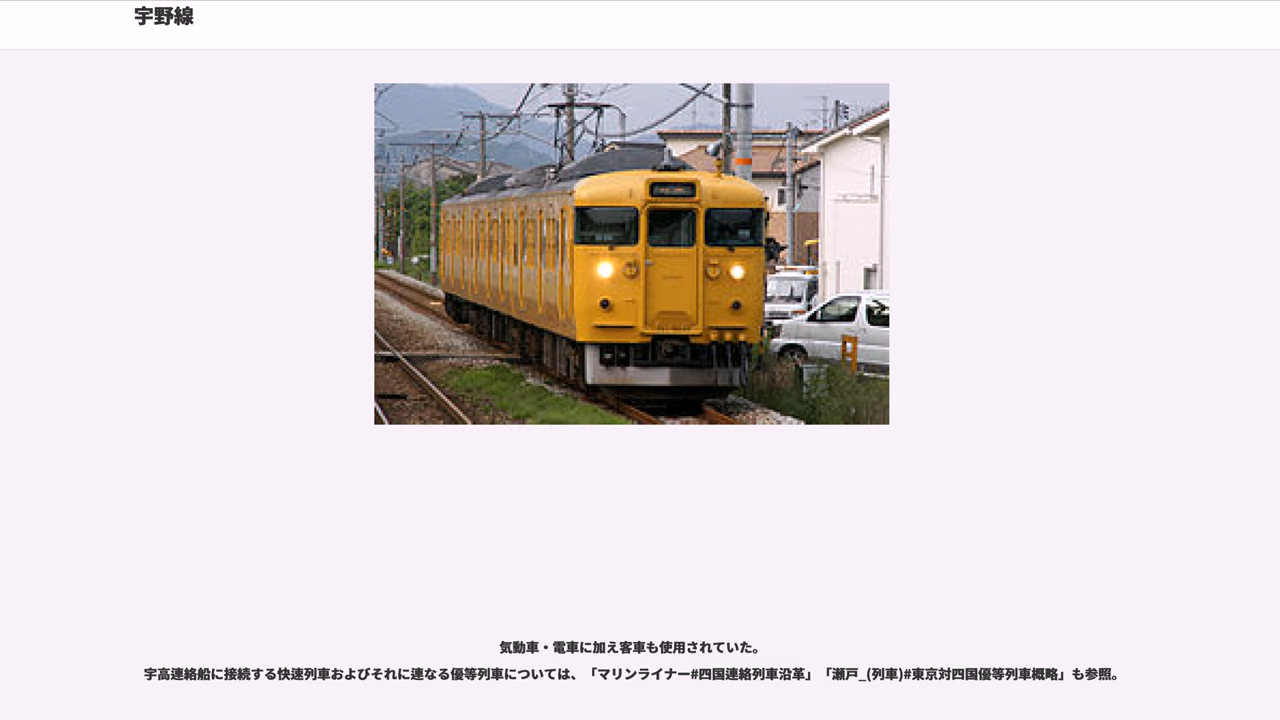 宇野線
気動車・電車に加え客車も使用されていた。
宇高連絡船に接続する快速列車およびそれに連なる優等列車については、「マリンライナー#四国連絡列車沿革」「瀬戸_(列車)#東京対四国優等列車概略」も参照。